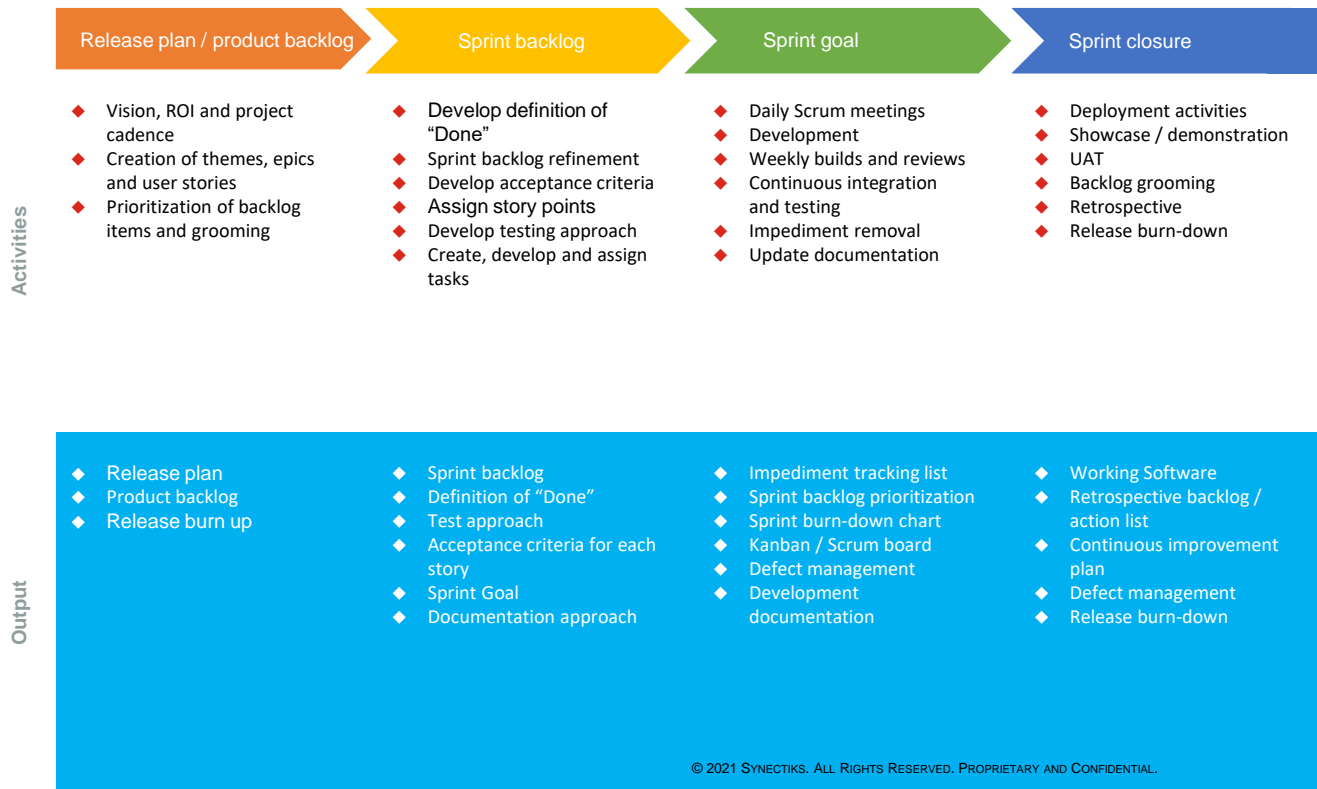 Release plan / product backlog
Sprint backlog
Sprint goal
Sprint closure
Activities
Vision, ROI and project
cadence
Creation of themes, epics
and user stories
Prioritization of backlog
items and grooming
Develop definition of
“Done”
Sprint backlog refinement
Develop acceptance criteria
Assign story points
Develop testing approach
Create, develop and assign
tasks
Daily Scrum meetings
Development
Weekly builds and reviews
Continuous integration
and testing
Impediment removal
Update documentation
Deployment activities
Showcase / demonstration
UAT
Backlog grooming
Retrospective
Release burn-down
Output
Release plan
Product backlog
Release burn up
Sprint backlog
Definition of “Done”
Test approach
Acceptance criteria for each
story
Sprint Goal
Documentation approach
Impediment tracking list
Sprint backlog prioritization
Sprint burn-down chart
Kanban / Scrum board
Defect management
Development
documentation
Working Software
Retrospective backlog /
action list
Continuous improvement
plan
Defect management
Release burn-down
© 2021 SYNECTIKS. ALL RIGHTS RESERVED. PROPRIETARY AND CONFIDENTIAL.